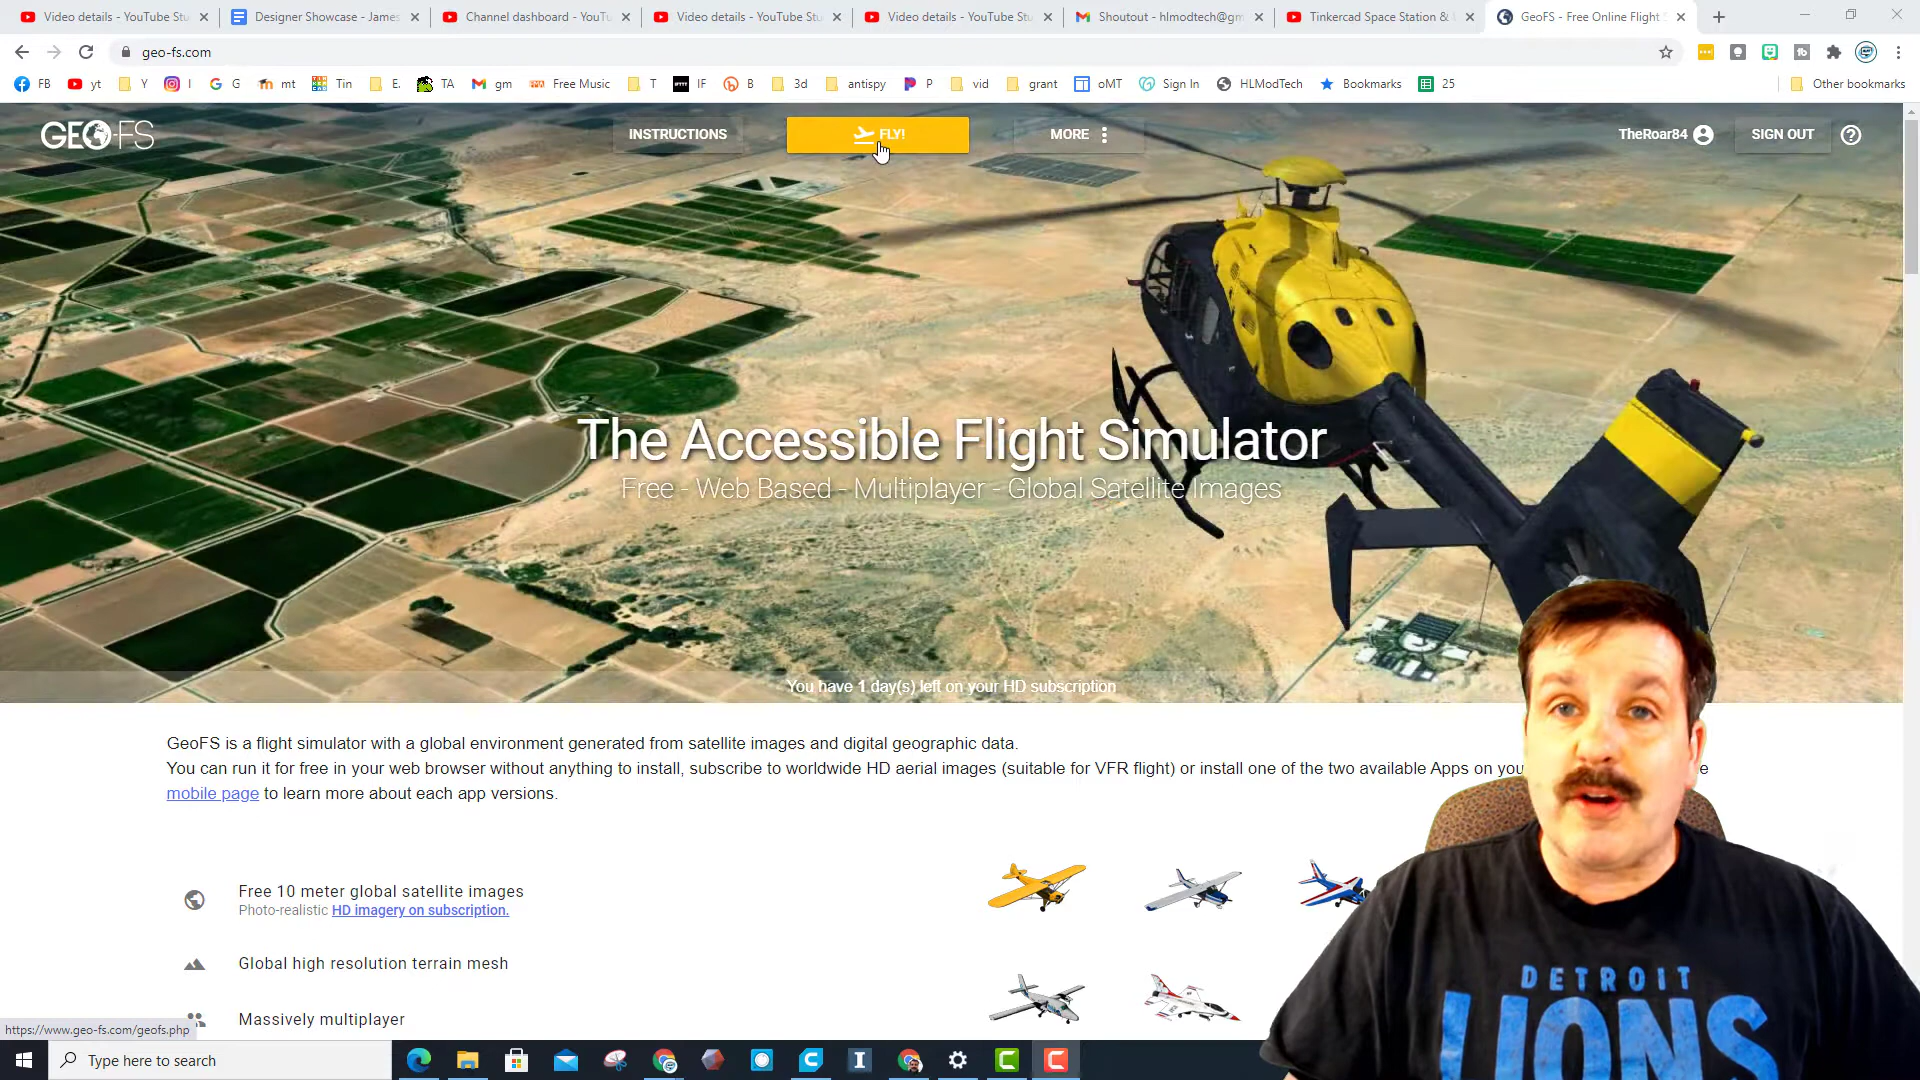 Video details - YouTube Stu
Designer Showcase - James
Channel dashboard - YouTu
Video details - YouTube Stu
Video details - YouTube Stu
Shoutout - hlmodtech@gm
Tinkercad Space Station &
GeoFS - Free Online Flight S
geo-fs.com
FB
yt
Y
I
G
mt
Tin
E.
TA
gm
Free Music
T
IF
B
3d
antispy
P
vid
grant
oMT
Sign In
HLModTech
Bookmarks
25
Other bookmarks
GEO-FS
INSTRUCTIONS
FLY!
MORE
TheRoar84
SIGN OUT
The Accessible Flight Simulator
Free - Web Based - Multiplayer - Global Satellite Images
You have 1 day(s) left on your HD subscription
GeoFS is a flight simulator with a global environment generated from satellite images and digital geographic data.
You can run it for free in your web browser without anything to install, subscribe to worldwide HD aerial images (suitable for VFR flight) or install one of the two available Apps on you
mobile page to learn more about each app versions.
Free 10 meter global satellite images
Photo-realistic HD imagery on subscription.
Global high resolution terrain mesh
Massively multiplayer
https://www.geo-fs.com/geofs.php
DETROIT
LIONS
Type here to search